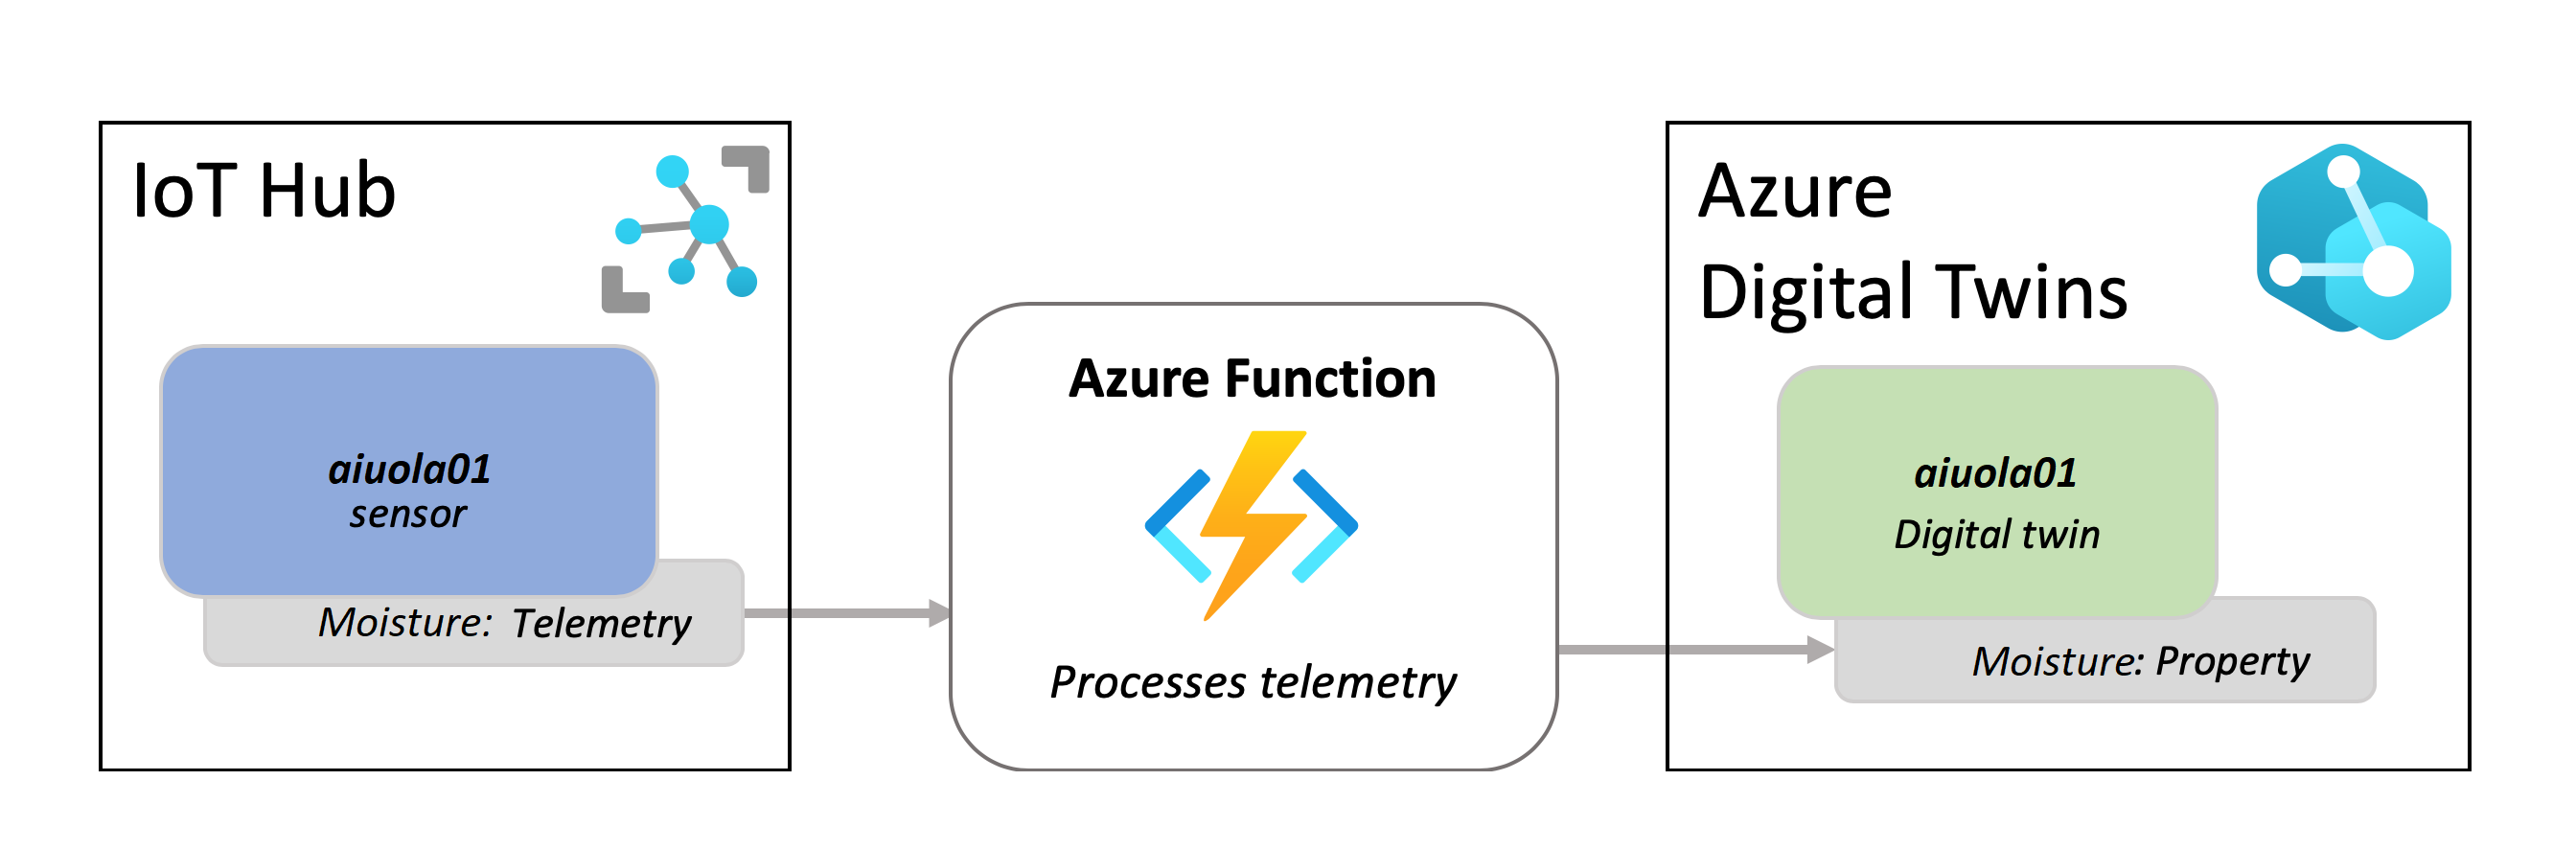 IoT Hub
aiuola01
sensor
Moisture: Telemetry
Azure Function
Processes telemetry
Azure
Digital Twins
aiuola01
Digital twin
Moisture: Property